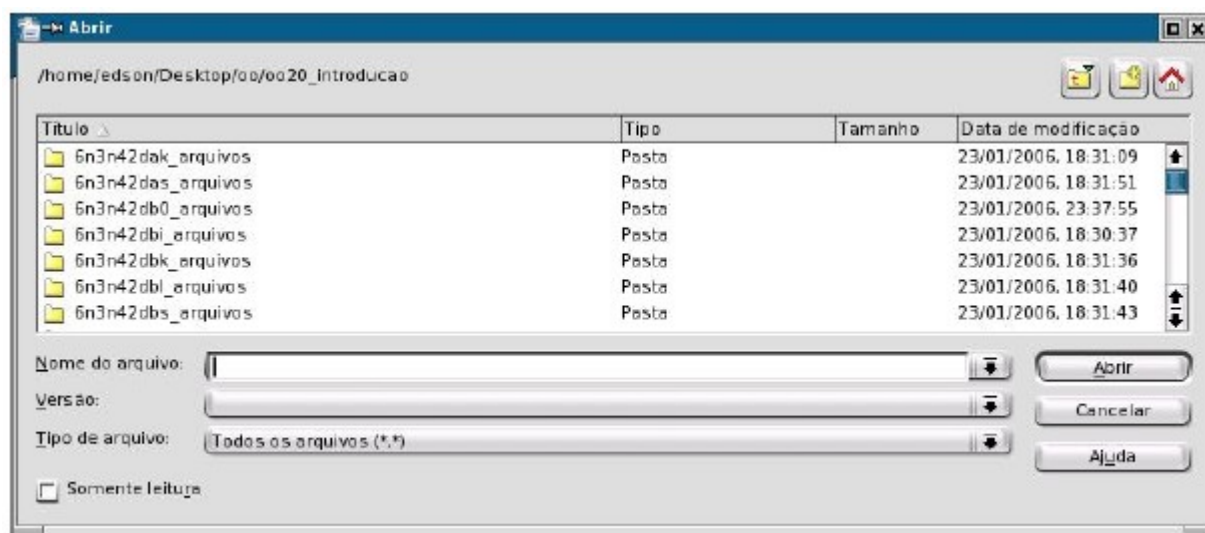 Abrir
/home/edson/Desktop/oo/oo20_introducao
Título Tipo Tamanho Data de modificação
6n3n42dak_arquivos Pasta 23/01/2006, 18:31:09
6n3n42das_arquivos Pasta 23/01/2006, 18:31:51
6n3n42db0_arquivos Pasta 23/01/2006, 23:37:55
6n3n42dbi_arquivos Pasta 23/01/2006, 18:30:37
6n3n42dbk_arquivos Pasta 23/01/2006, 18:31:36
6n3n42dbl_arquivos Pasta 23/01/2006, 18:31:40
6n3n42dbs_arquivos Pasta 23/01/2006, 18:31:43
Nome do arquivo: Abrir
Versão: Cancelar
Tipo de arquivo: Todos os arquivos (*.*)
Ajuda
Somente leitura